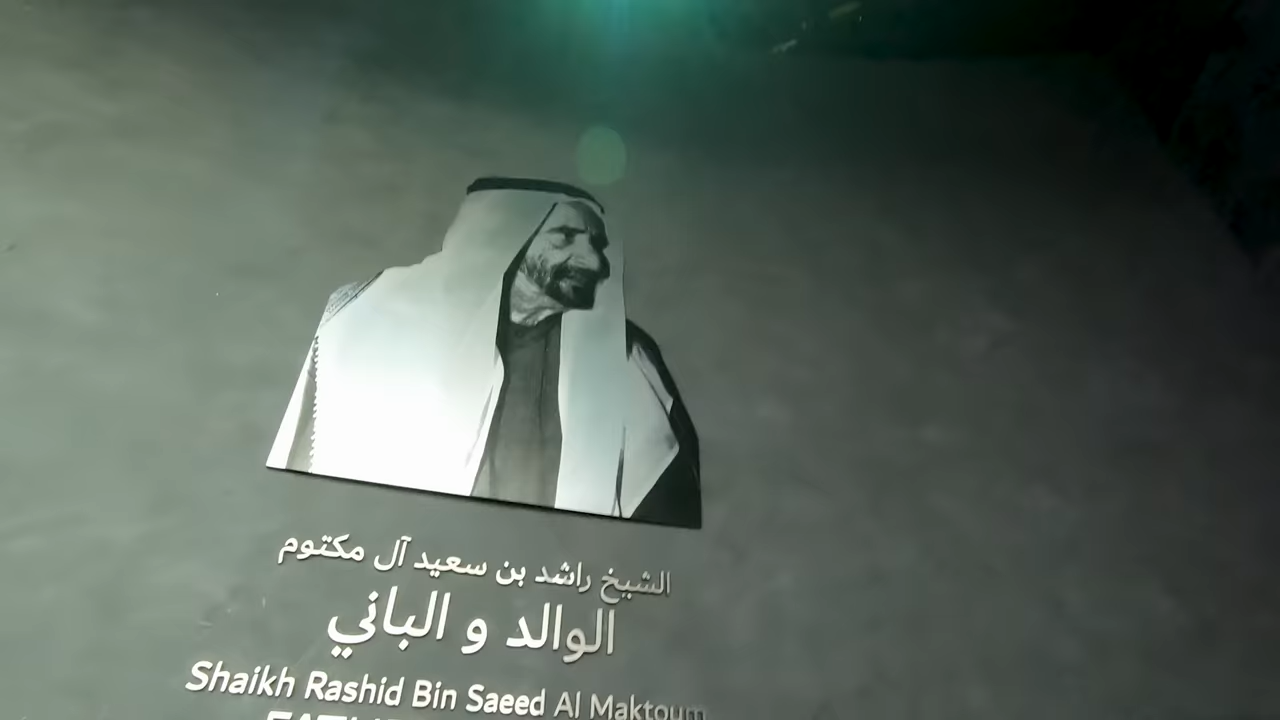 الشيخ راشد بن سعيد آل مكتوم
الوالد و الباني
Shaikh Rashid Bin Saeed Al Maktoum